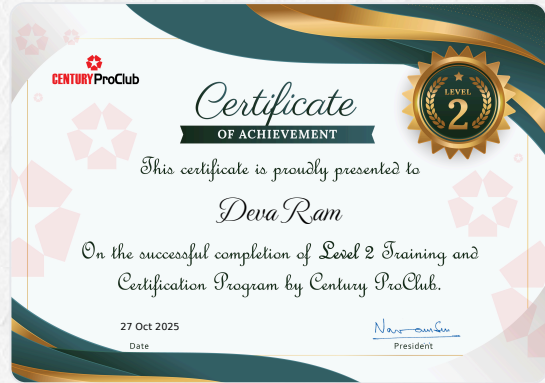 CENTURY ProClub
Certificate
OF ACHIEVEMENT
LEVEL
2
This certificate is proudly presented to
Deva Ram
On the successful completion of Level 2 Training and
Certification Program by Century ProClub.
27 Oct 2025
Date
President